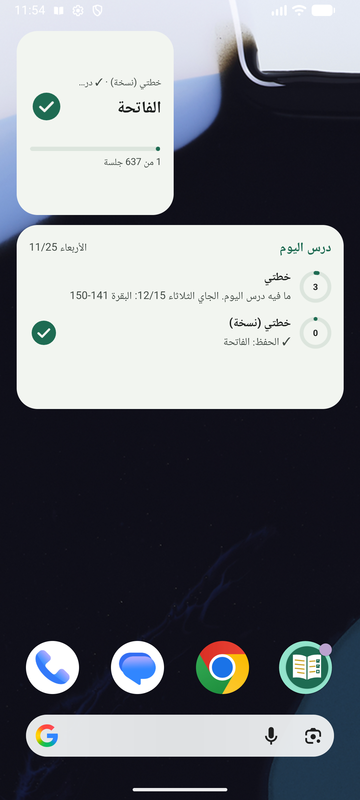 11:54
خطتي (نسخة) · ✓ در...
الفاتحة
1 من 637 جلسة
درس اليوم
الأربعاء 11/25
خطتي
3
ما فيه درس اليوم. الجاي الثلاثاء 12/15: البقرة 141-150
خطتي (نسخة)
0
✓ الحفظ: الفاتحة